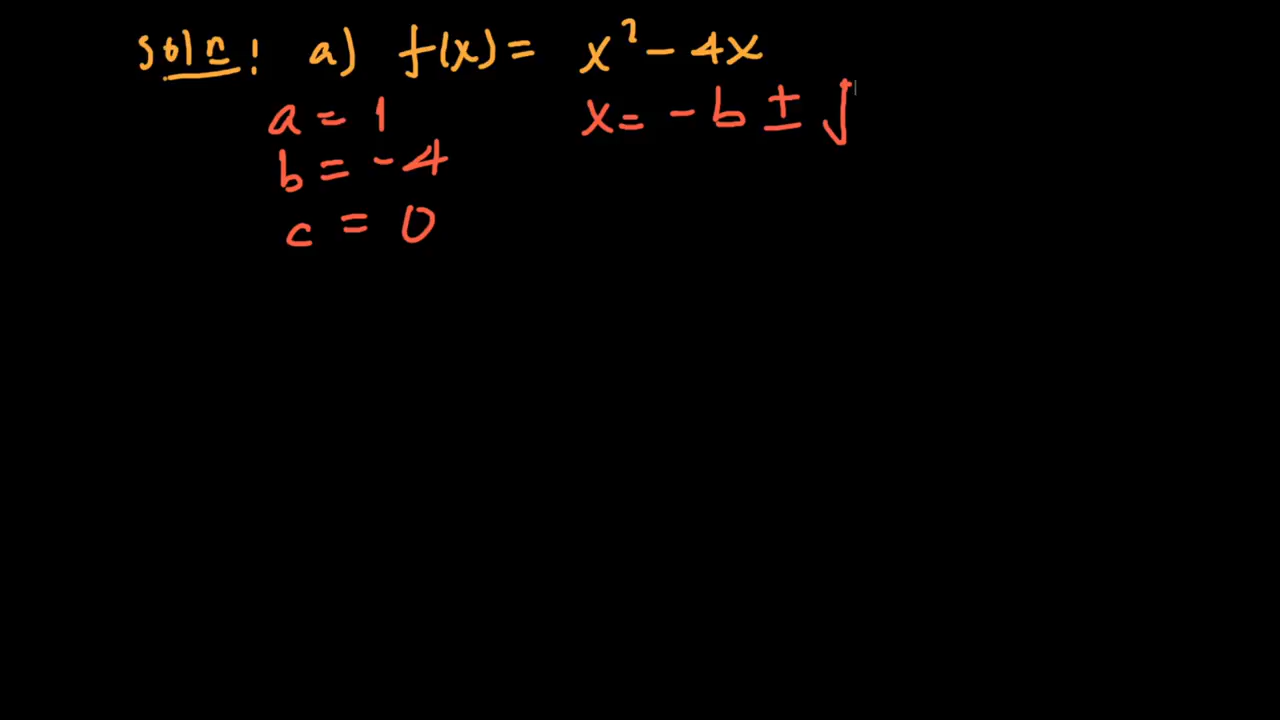 soln: a) f(x) = x² - 4x
a = 1 x = -b ± √
b = -4
c = 0